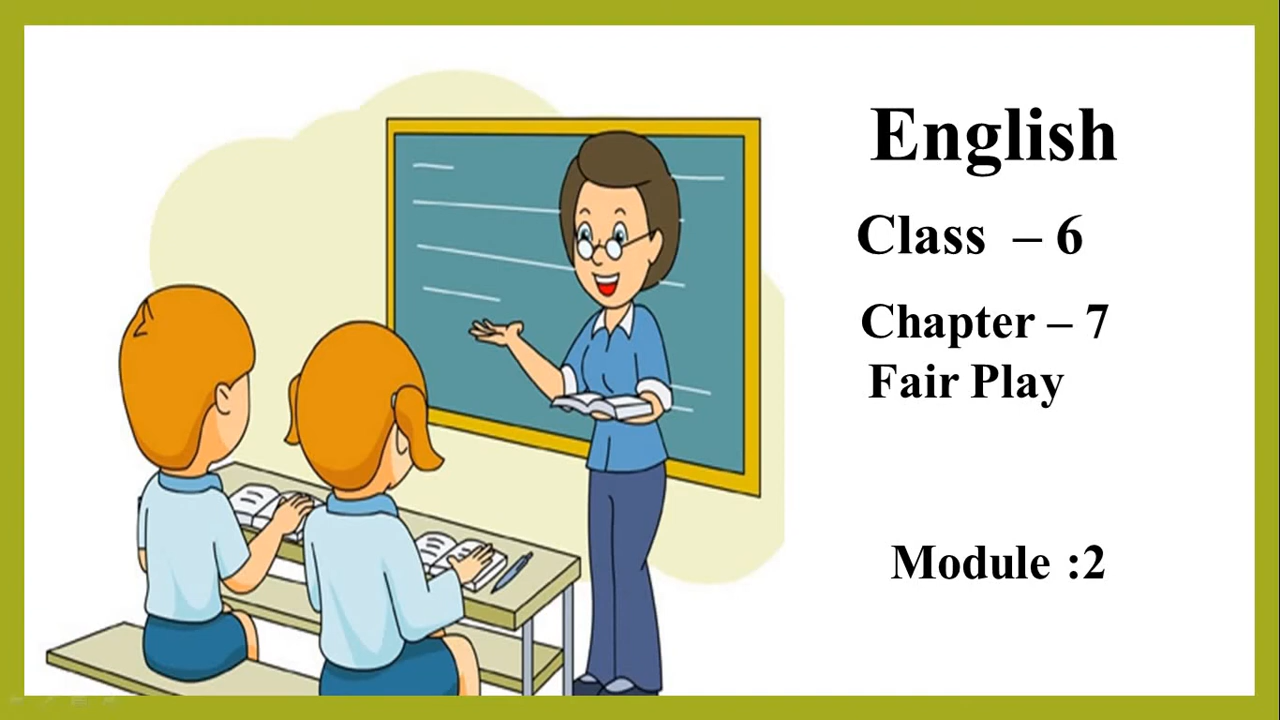 English
Class – 6
Chapter – 7
Fair Play
Module :2